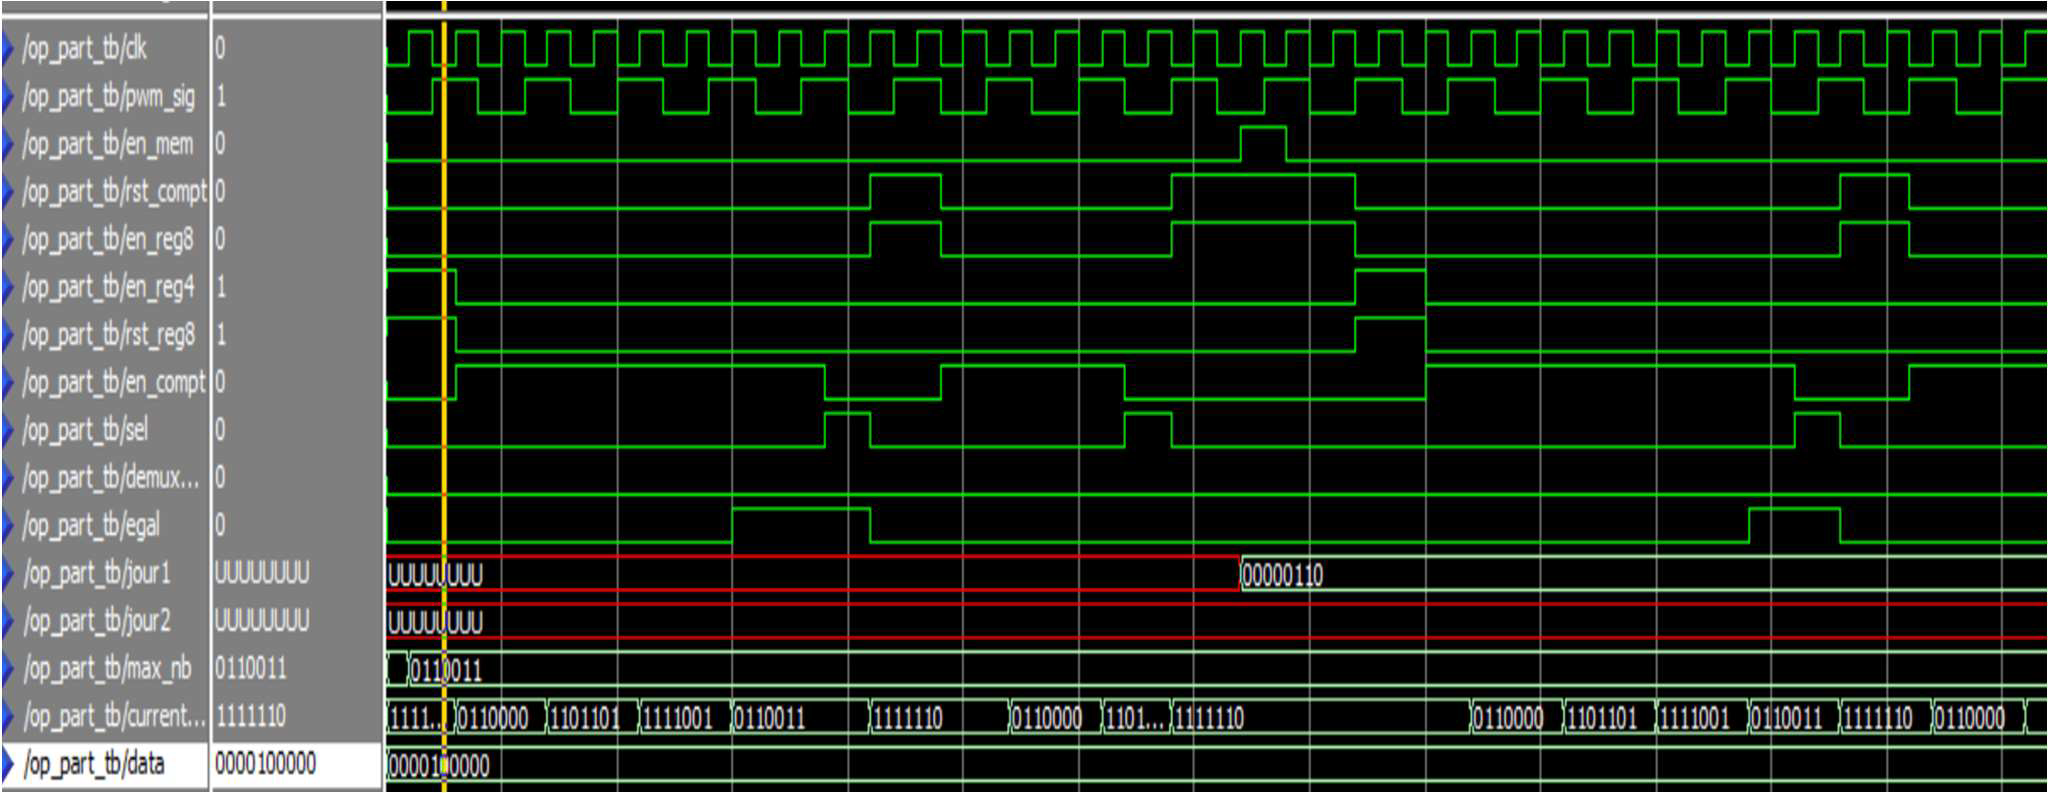 /op_part_tb/clk 0
/op_part_tb/pwm_sig 1
/op_part_tb/en_mem 0
/op_part_tb/rst_compt 0
/op_part_tb/en_reg8 0
/op_part_tb/en_reg4 1
/op_part_tb/rst_reg8 1
/op_part_tb/en_compt 0
/op_part_tb/sel 0
/op_part_tb/demux... 0
/op_part_tb/egal 0
/op_part_tb/jour1 UUUUUUUU UUUUUUUU 00000110
/op_part_tb/jour2 UUUUUUUU UUUUUUUU
/op_part_tb/max_nb 0110011 0110011
/op_part_tb/current... 1111110 1111... 0110000 1101101 1111001 0110011 1111110 0110000 1101... 1111110 0110000 1101101 1111001 0110011 1111110 0110000
/op_part_tb/data 0000100000 0000100000